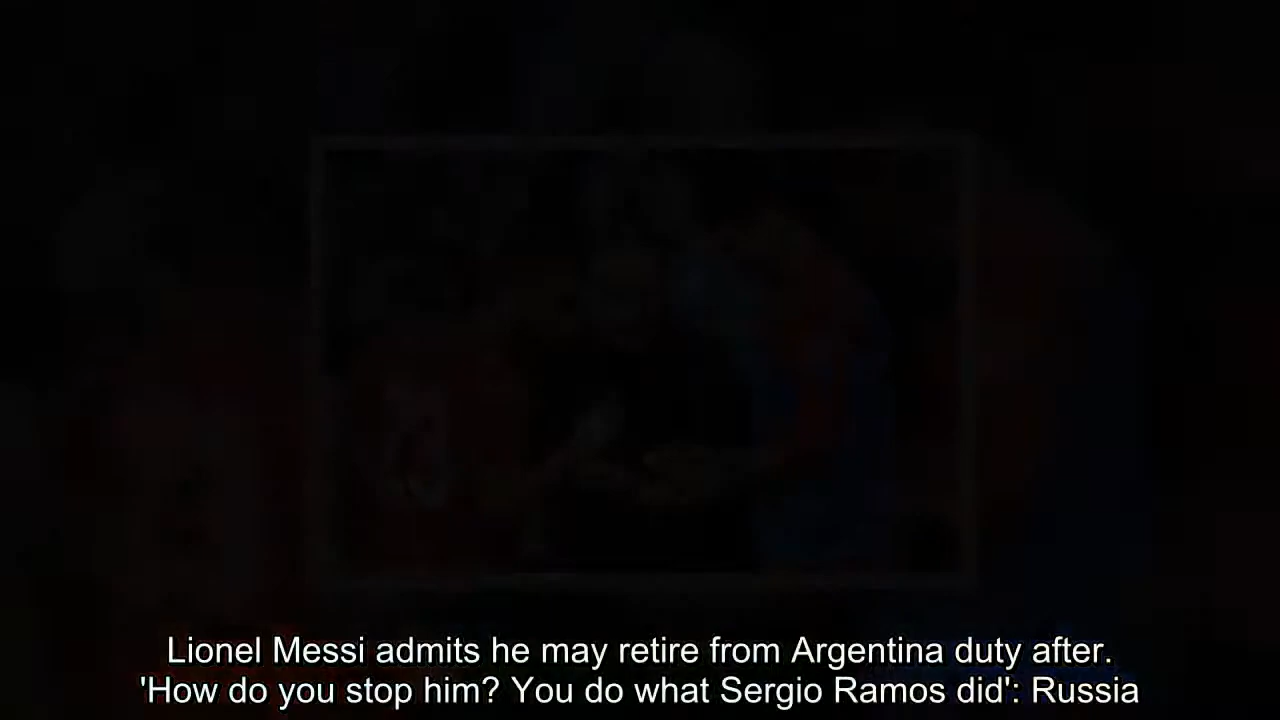 Lionel Messi admits he may retire from Argentina duty after.
'How do you stop him? You do what Sergio Ramos did': Russia